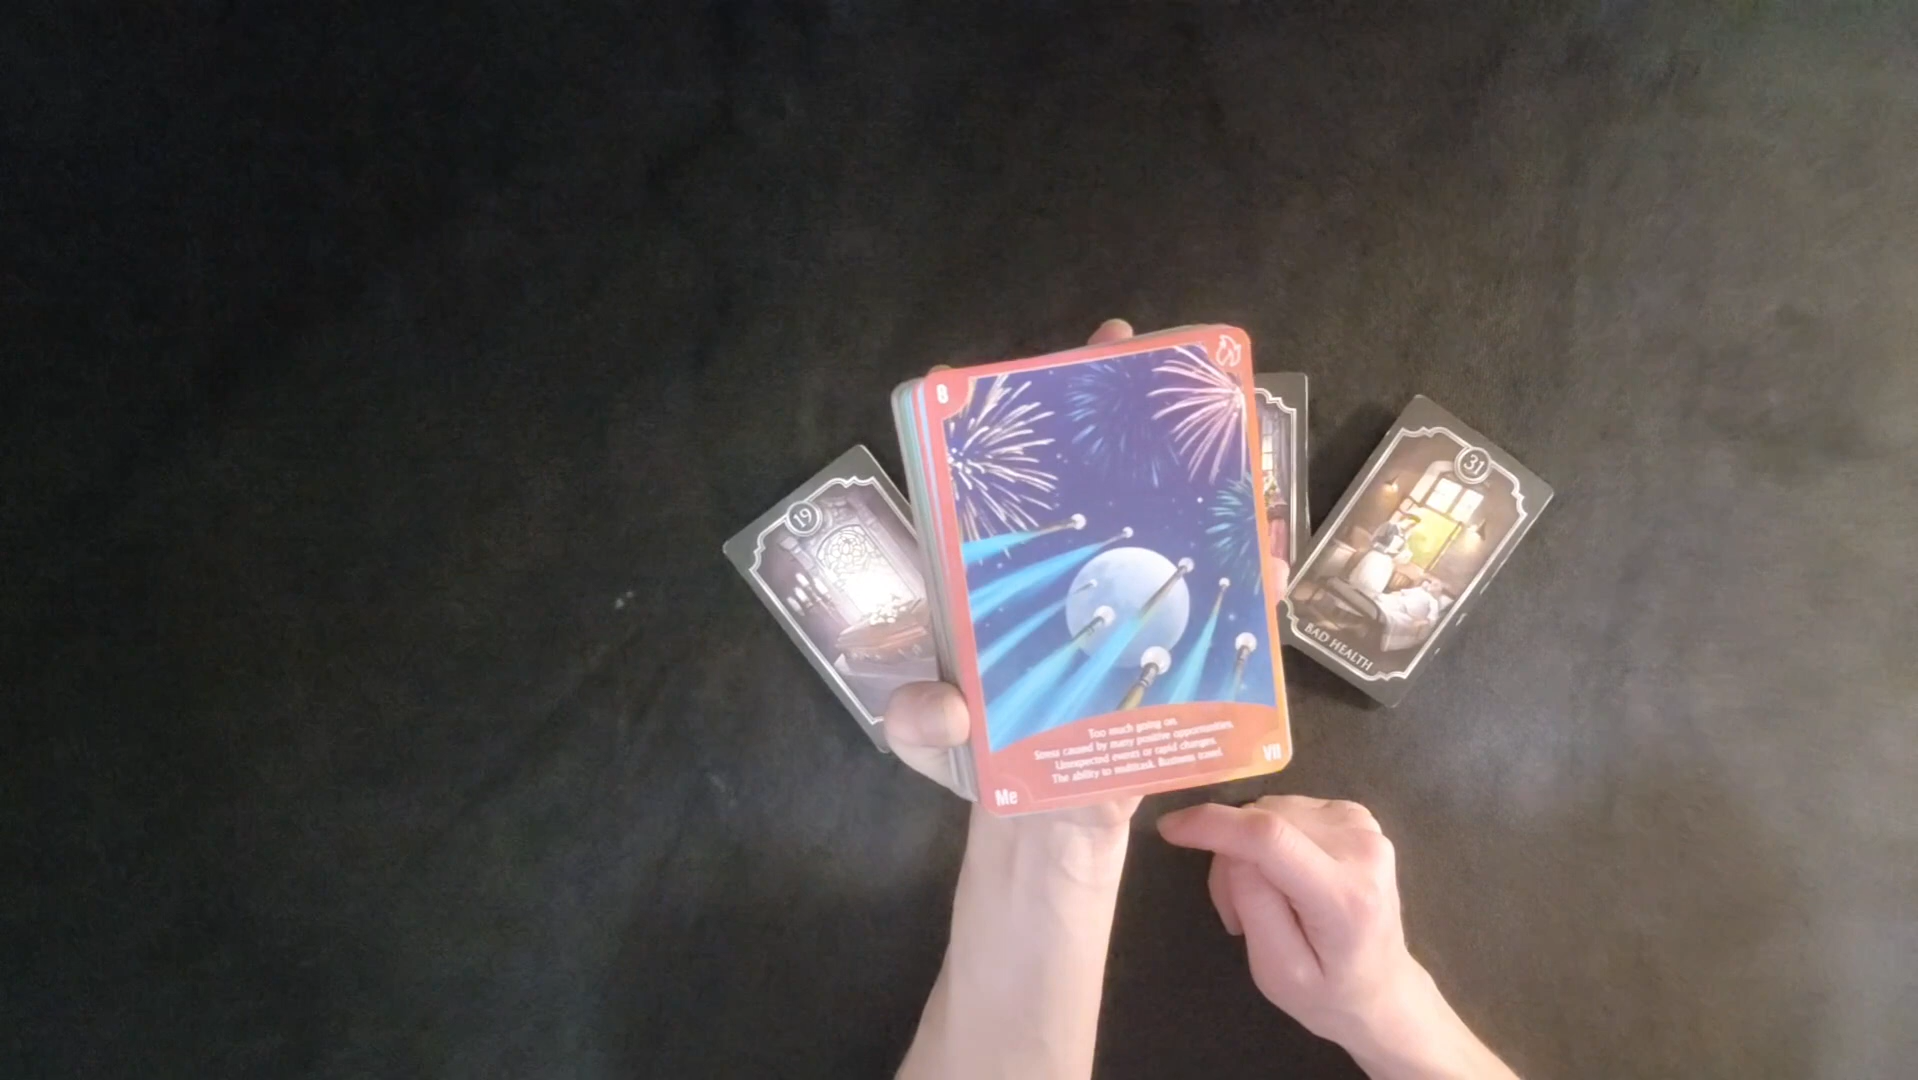 8
Too much going on.
Stress caused by many positive opportunities.
Unexpected events or rapid changes.
The ability to multitask. Business travel.
Me
VII
19
31
BAD HEALTH